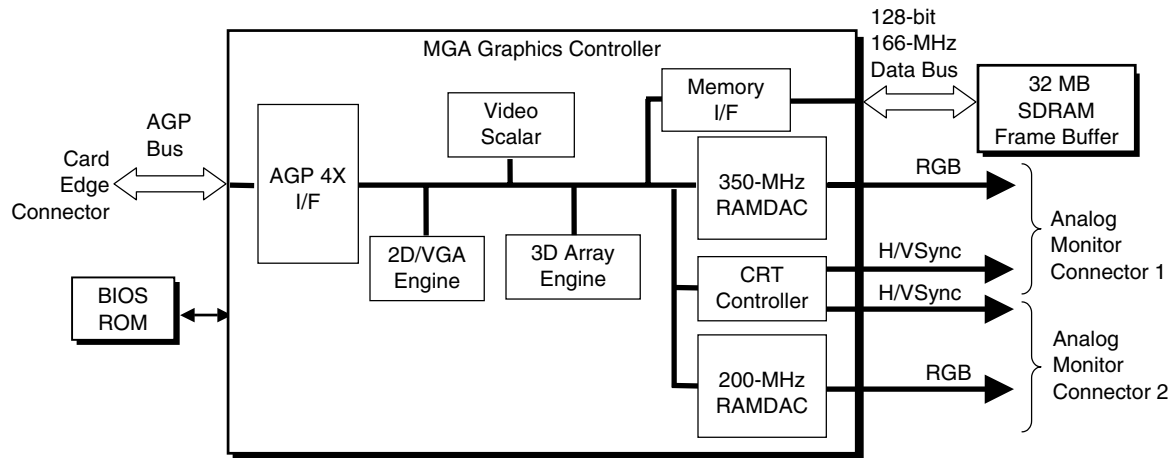 MGA Graphics Controller
128-bit
166-MHz
Data Bus
32 MB
SDRAM
Frame Buffer
Memory
I/F
Video
Scalar
AGP
Bus
Card
Edge
Connector
AGP 4X
I/F
350-MHz
RAMDAC
RGB
2D/VGA
Engine
3D Array
Engine
CRT
Controller
H/VSync
H/VSync
Analog
Monitor
Connector 1
BIOS
ROM
200-MHz
RAMDAC
RGB
Analog
Monitor
Connector 2